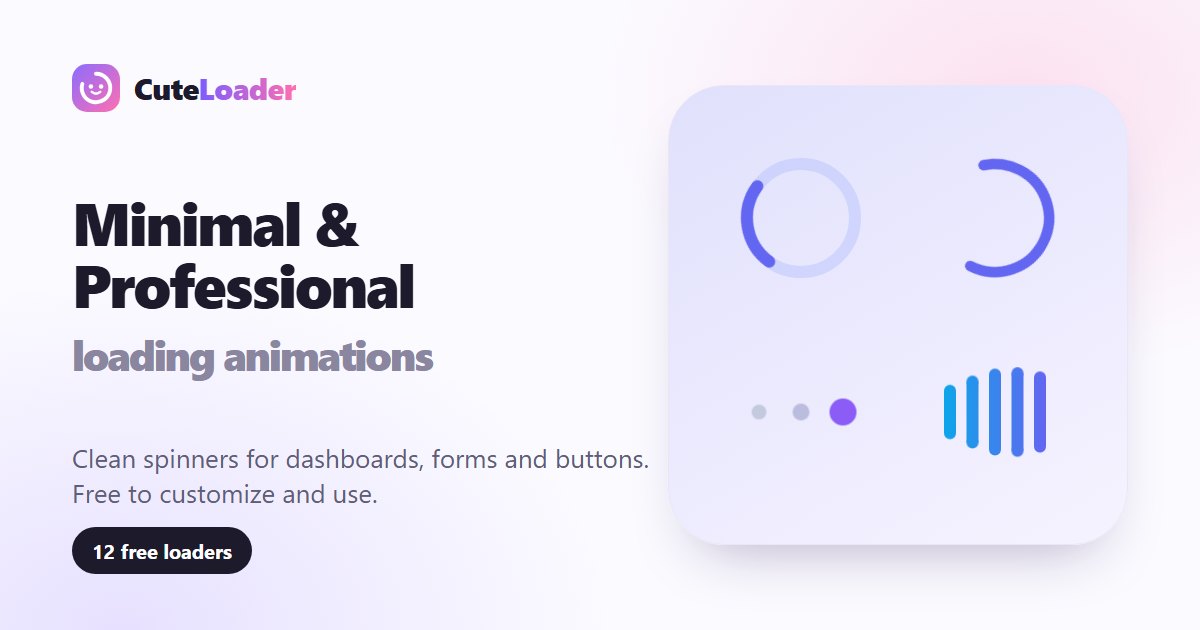 CuteLoader
Minimal &
Professional
loading animations
Clean spinners for dashboards, forms and buttons.
Free to customize and use.
12 free loaders